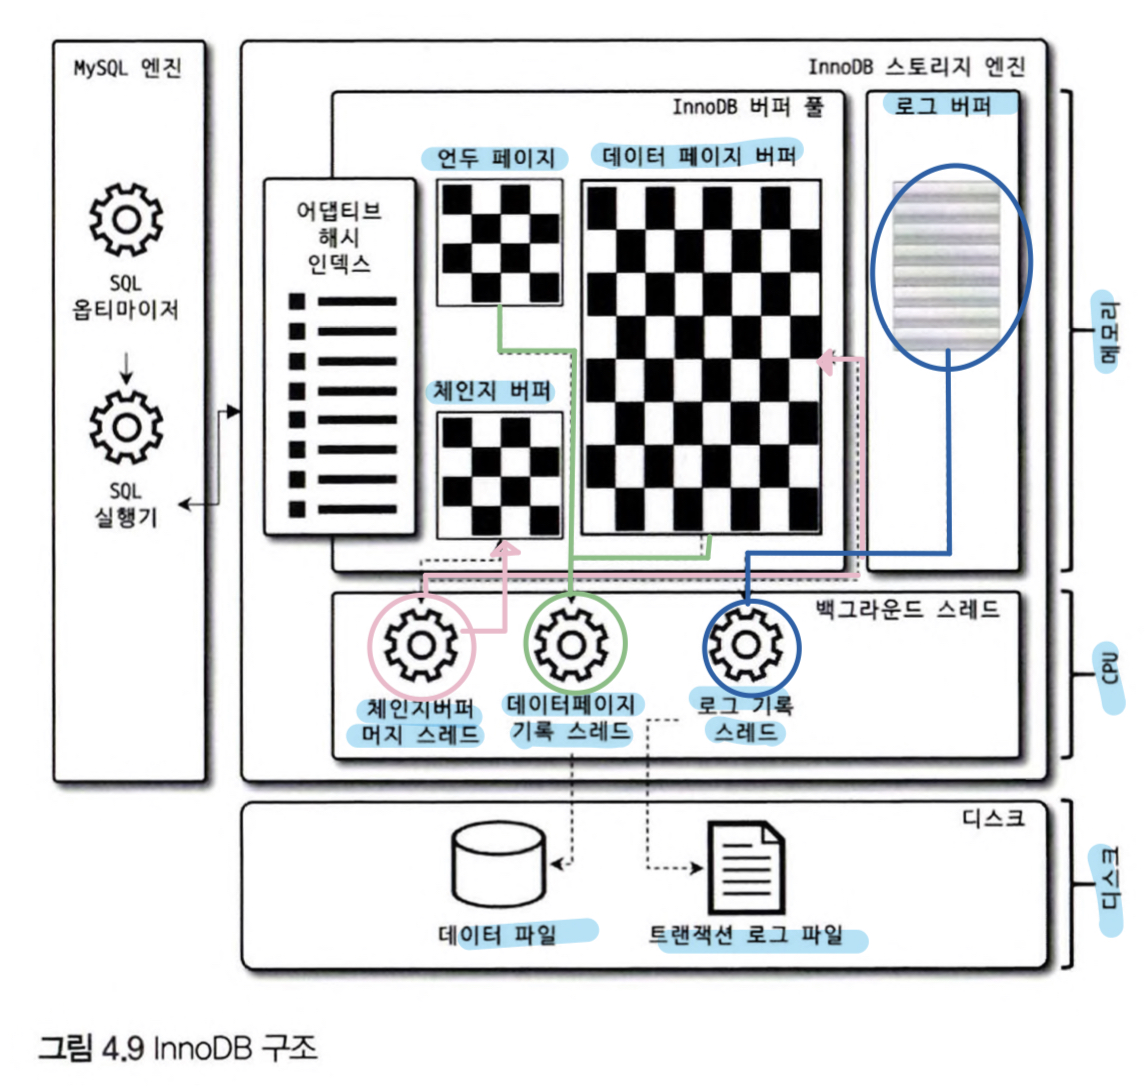 MySQL 엔진
SQL
옵티마이저
SQL
실행기
InnoDB 스토리지 엔진
InnoDB 버퍼 풀
언두 페이지
데이터 페이지 버퍼
어댑티브
해시
인덱스
체인지 버퍼
로그 버퍼
메모리
백그라운드 스레드
체인지버퍼
머지 스레드
데이터페이지
기록 스레드
로그 기록
스레드
CPU
디스크
데이터 파일
트랜잭션 로그 파일
디스크
그림 4.9 InnoDB 구조